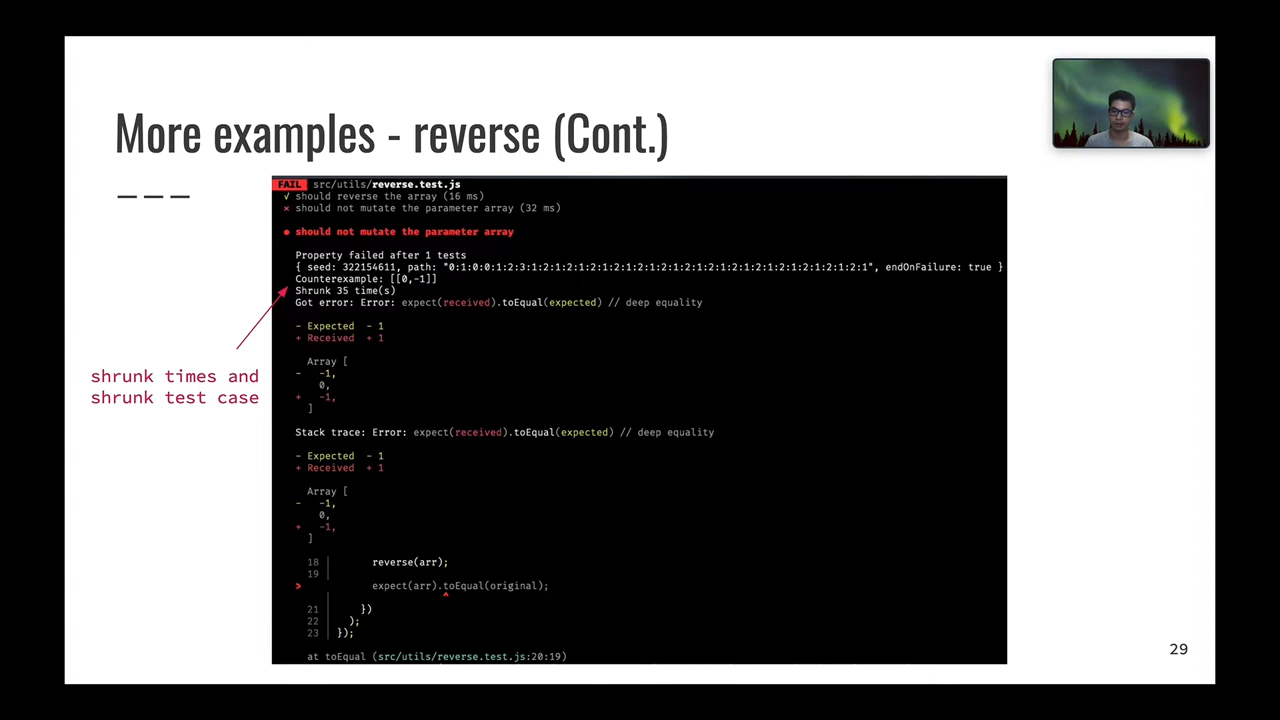 More examples - reverse (Cont.)
FAIL src/utils/reverse.test.js
√ should reverse the array (16 ms)
× should not mutate the parameter array (32 ms)
● should not mutate the parameter array
Property failed after 1 tests
{ seed: 322154611, path: "0:1:0:0:1:2:3:1:2:1:2:1:2:1:2:1:2:1:2:1:2:1:2:1:2:1:2:1:2:1:2:1:2:1:2:1", endOnFailure: true }
Counterexample: [[0,-1]]
Shrunk 35 time(s)
Got error: Error: expect(received).toEqual(expected) // deep equality
- Expected - 1
+ Received + 1
Array [
- -1,
0,
+ -1,
]
shrunk times and
shrunk test case
Stack trace: Error: expect(received).toEqual(expected) // deep equality
- Expected - 1
+ Received + 1
Array [
- -1,
0,
+ -1,
]
18 | reverse(arr);
19 |
> | expect(arr).toEqual(original);
| ^
21 | })
22 | );
23 | });
at toEqual (src/utils/reverse.test.js:20:19)
29